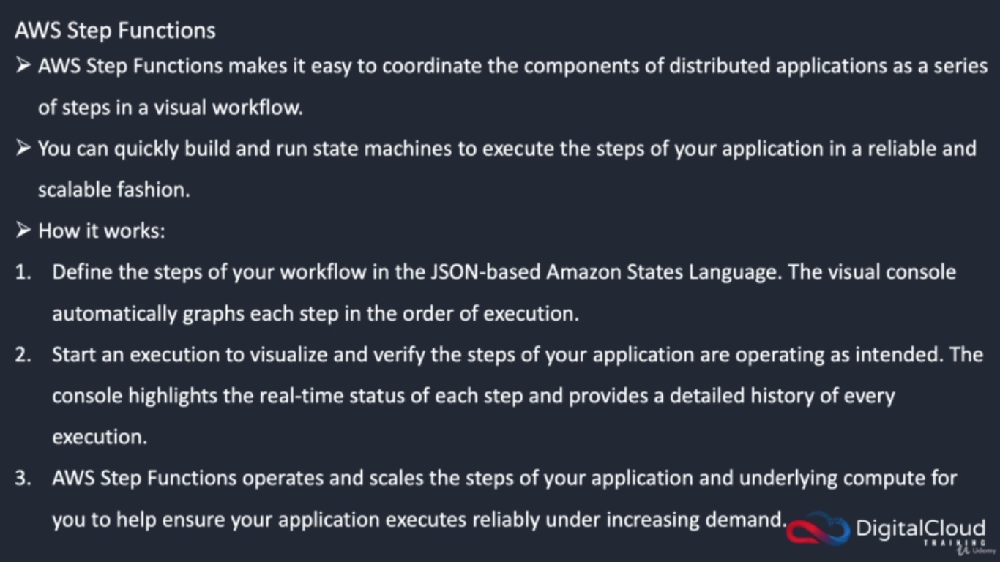 AWS Step Functions
➢ AWS Step Functions makes it easy to coordinate the components of distributed applications as a series
of steps in a visual workflow.
➢ You can quickly build and run state machines to execute the steps of your application in a reliable and
scalable fashion.
➢ How it works:
1. Define the steps of your workflow in the JSON-based Amazon States Language. The visual console
automatically graphs each step in the order of execution.
2. Start an execution to visualize and verify the steps of your application are operating as intended. The
console highlights the real-time status of each step and provides a detailed history of every
execution.
3. AWS Step Functions operates and scales the steps of your application and underlying compute for
you to help ensure your application executes reliably under increasing demand.
DigitalCloud
TRAINING
Udemy